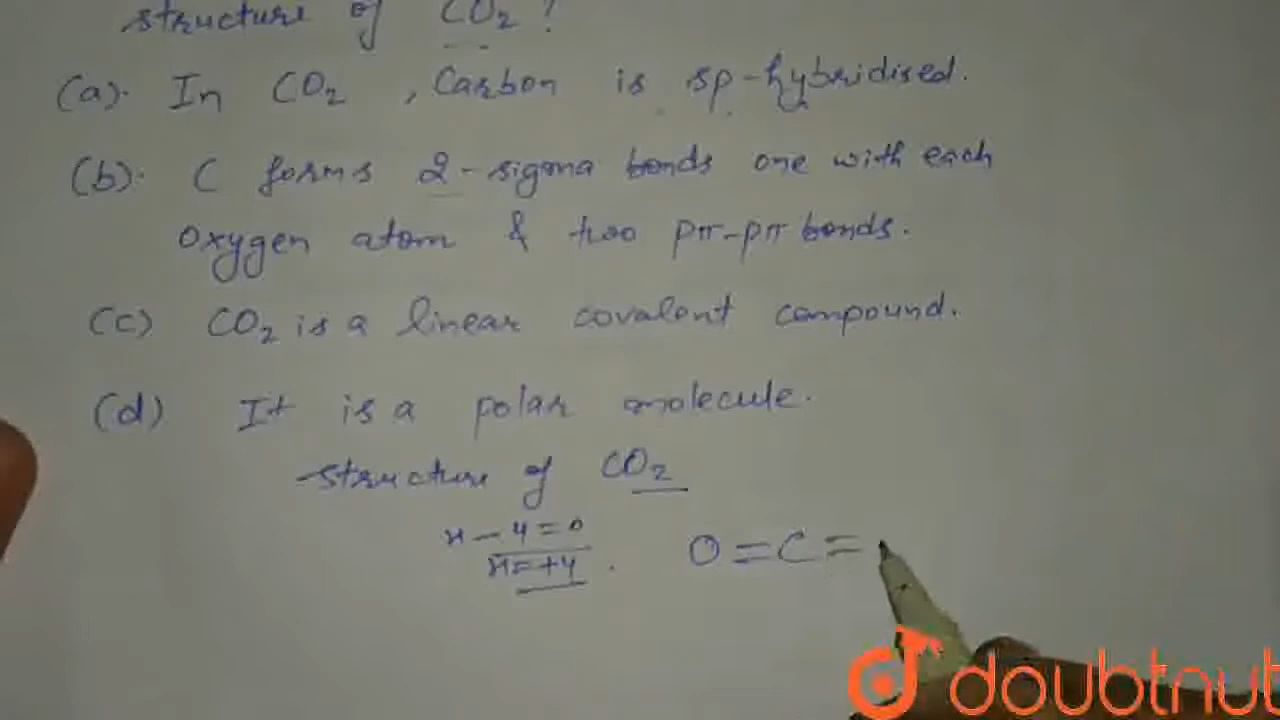 structure of CO₂ ?
(a). In CO₂ , Carbon is sp-hybridised.
(b). C forms 2-sigma bonds one with each
oxygen atom & two pπ-pπ bonds.
(c) CO₂ is a linear covalent compound.
(d) It is a polar molecule.
structure of CO₂
x - 4 = 0
x = +4 . O = C =
doubtnut